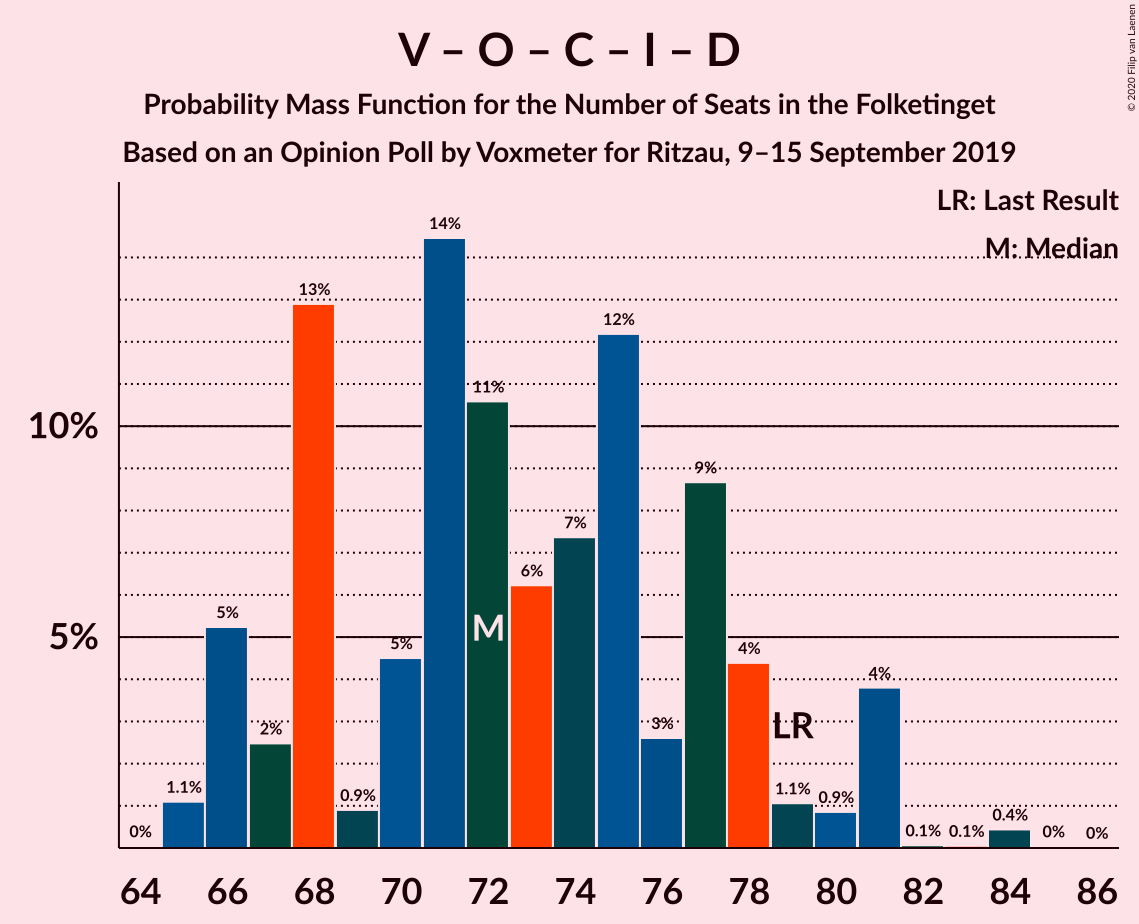 V – O – C – I – D
Probability Mass Function for the Number of Seats in the Folketinget
Based on an Opinion Poll by Voxmeter for Ritzau, 9–15 September 2019
© 2020 Filip van Laenen
LR: Last Result
M: Median
10%
5%
0%
1.1%
5%
2%
13%
0.9%
5%
14%
11%
6%
7%
12%
3%
9%
4%
1.1%
0.9%
4%
0.1%
0.1%
0.4%
0%
0%
M
LR
64 66 68 70 72 74 76 78 80 82 84 86